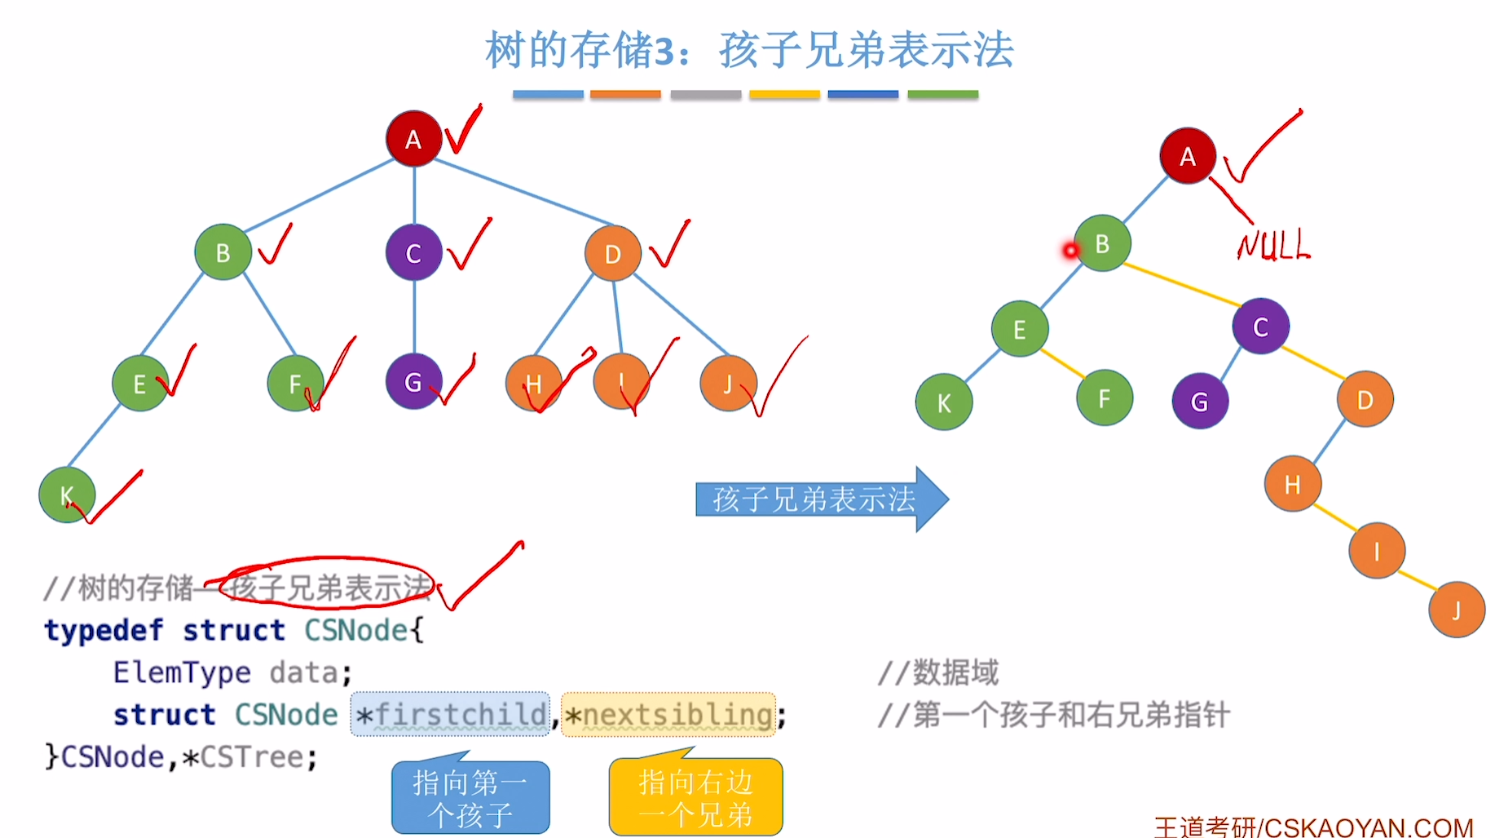 树的存储3：孩子兄弟表示法
A
B
C
D
E
F
G
H
I
J
K
A
NULL
B
E
C
K
F
G
D
H
I
J
孩子兄弟表示法
//树的存储——孩子兄弟表示法
typedef struct CSNode{
ElemType data; //数据域
struct CSNode *firstchild,*nextsibling; //第一个孩子和右兄弟指针
}CSNode,*CSTree;
指向第一
个孩子
指向右边
一个兄弟
王道考研/CSKAOYAN.COM